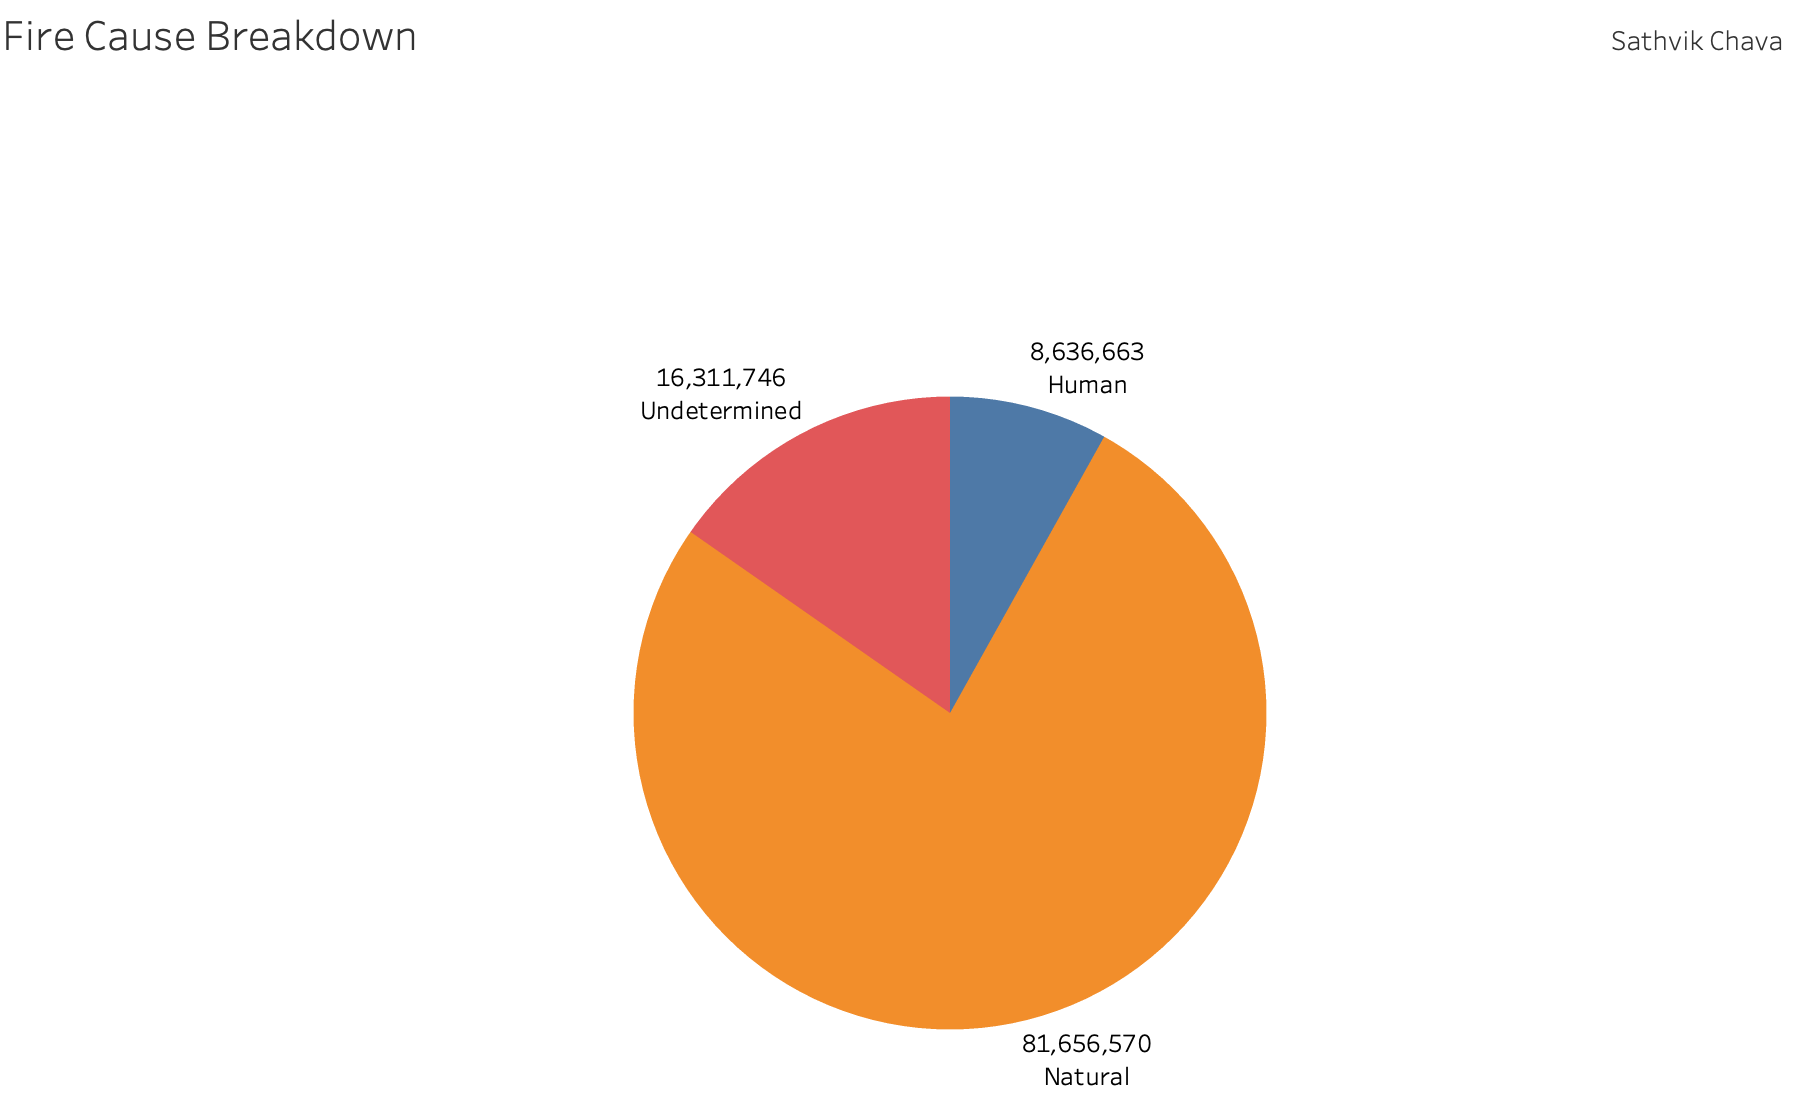 Fire Cause Breakdown
Sathvik Chava
8,636,663
Human
16,311,746
Undetermined
81,656,570
Natural